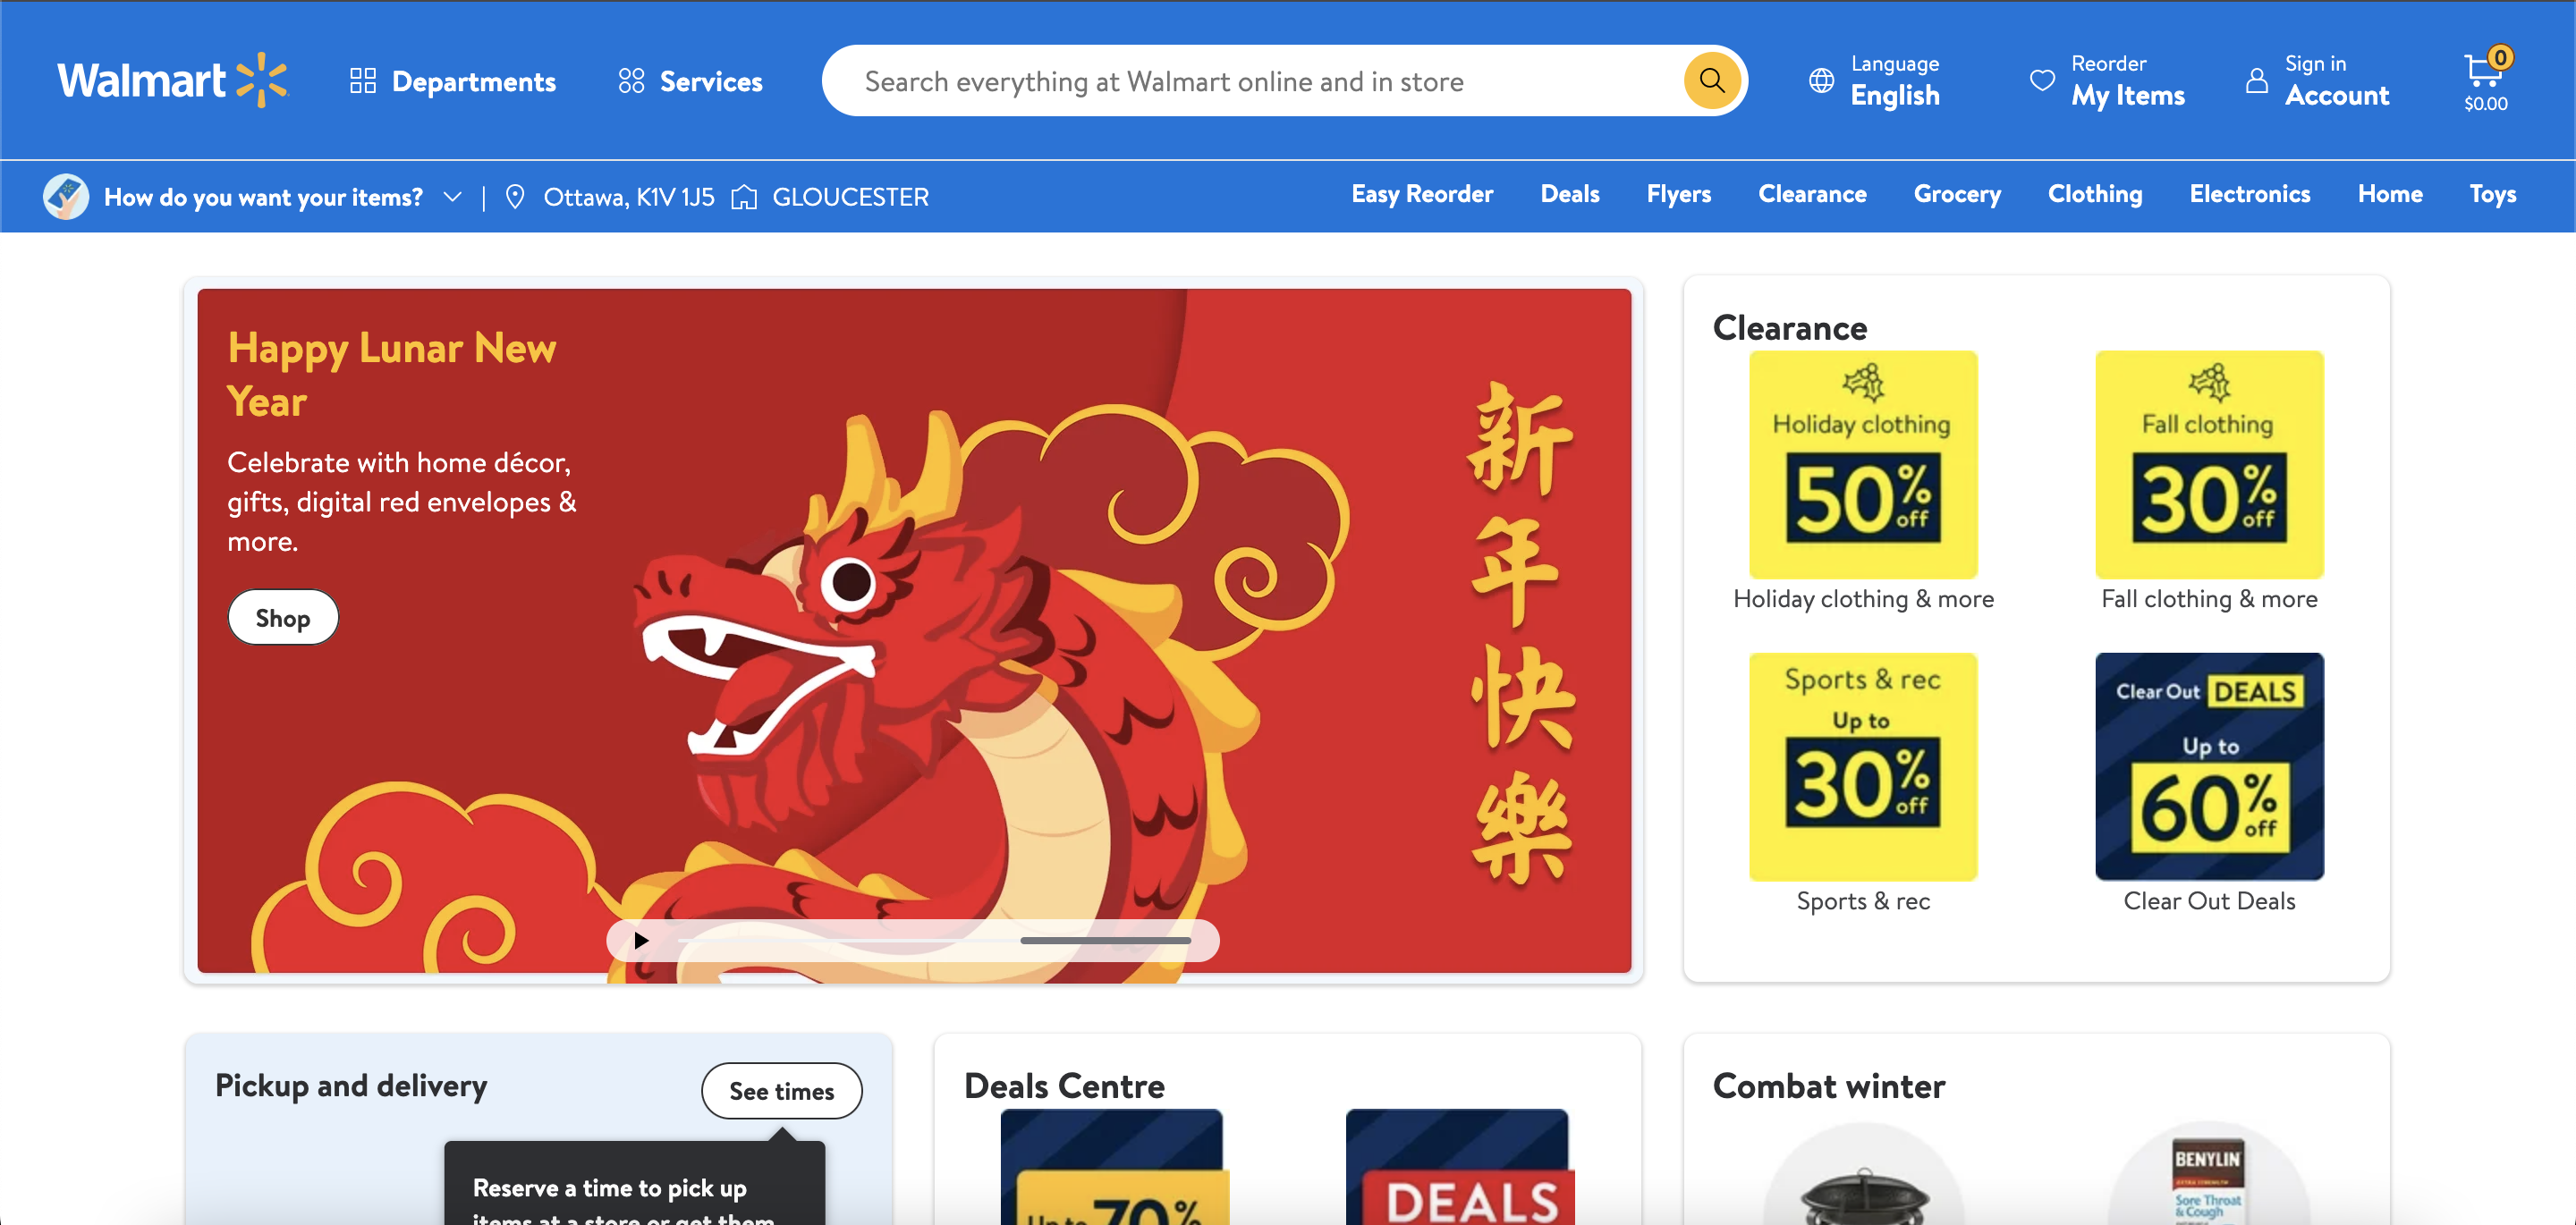 Walmart
Departments
Services
Search everything at Walmart online and in store
Language
English
Reorder
My Items
Sign in
Account
0
$0.00
How do you want your items?
Ottawa, K1V 1J5
GLOUCESTER
Easy Reorder
Deals
Flyers
Clearance
Grocery
Clothing
Electronics
Home
Toys
Happy Lunar New
Year
Celebrate with home décor,
gifts, digital red envelopes &
more.
Shop
新
年
快
樂
Clearance
Holiday clothing
50% off
Holiday clothing & more
Fall clothing
30% off
Fall clothing & more
Sports & rec
Up to
30% off
Sports & rec
Clear Out DEALS
Up to
60% off
Clear Out Deals
Pickup and delivery
See times
Reserve a time to pick up
items at a store or get them
Deals Centre
Up to 70%
DEALS
Combat winter
BENYLIN
EXTRA STRENGTH
Sore Throat
& Cough